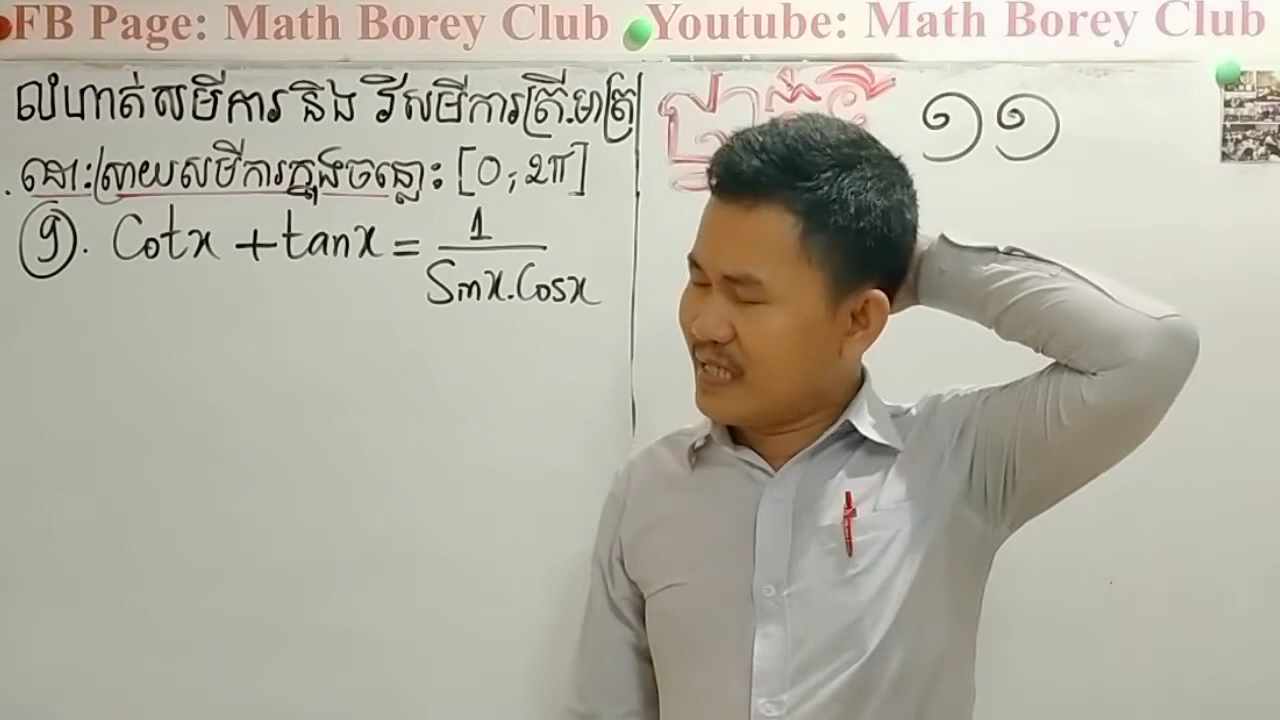 FB Page: Math Borey Club Youtube: Math Borey Club
លំហាត់សមីការ និង វិសមីការត្រីមាត្រ
ដោះស្រាយសមីការក្នុងចន្លោះ [0; 2π]
9. Cotx + tanx = 1/Sinx.Cosx
១១